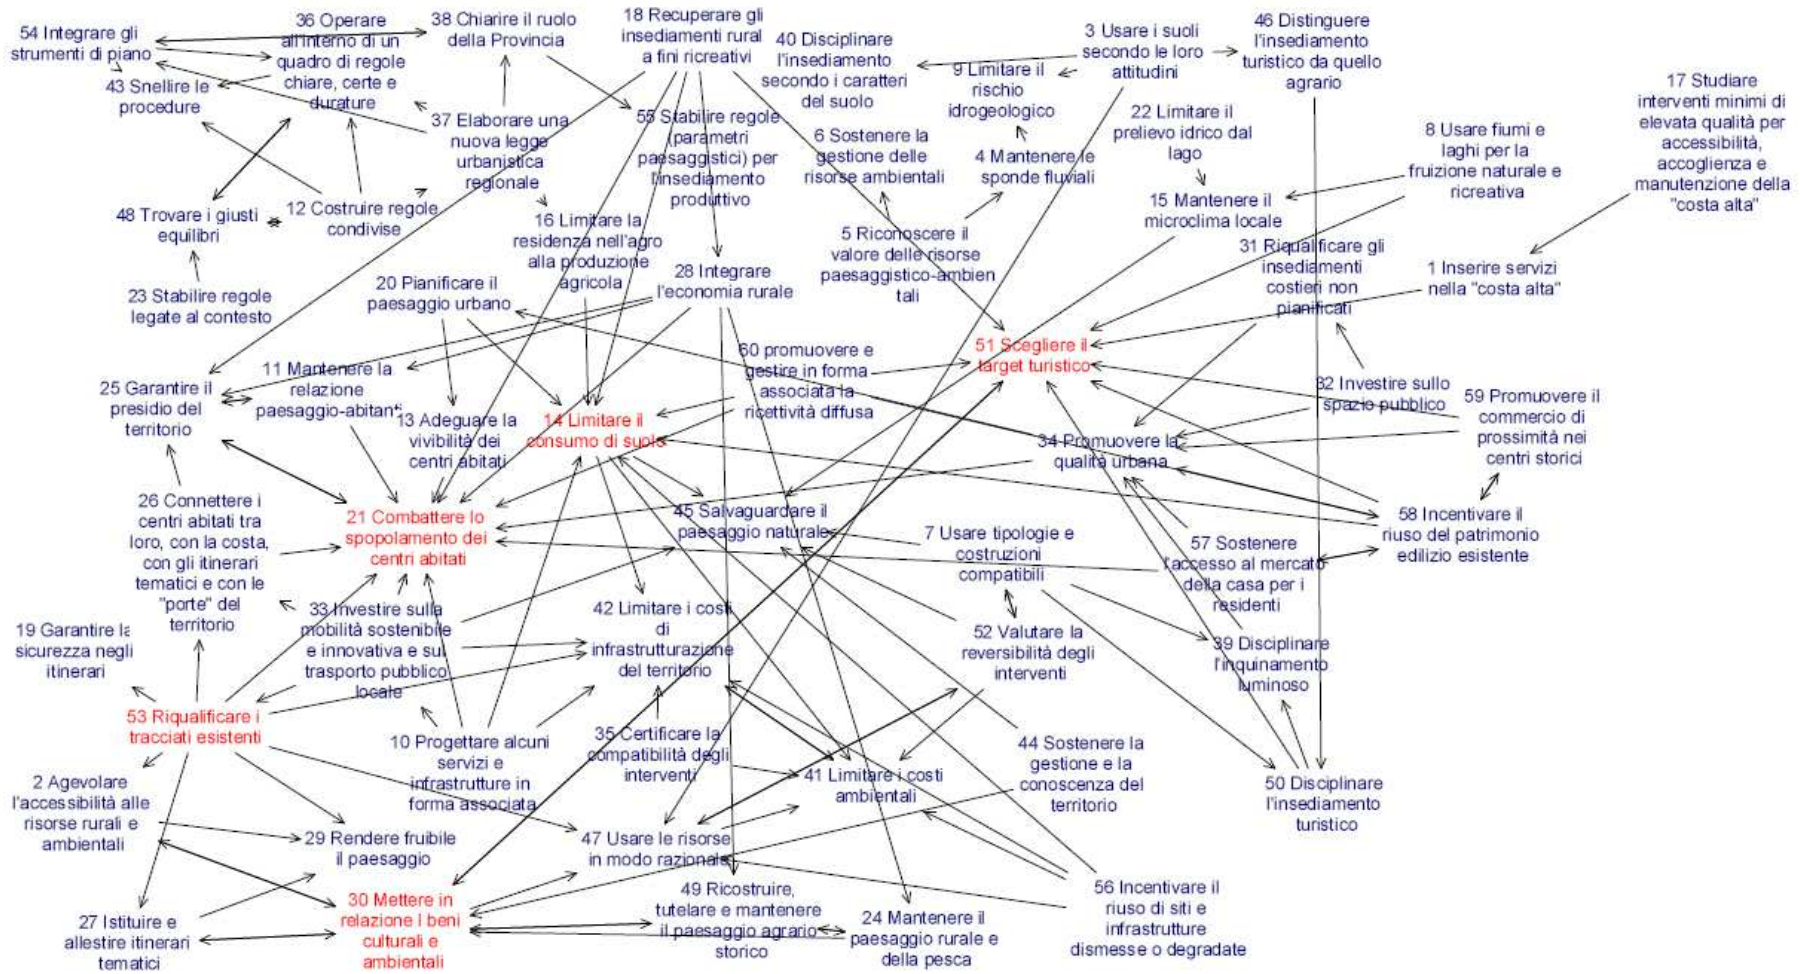 54 Integrare gli
strumenti di piano
36 Operare
all'interno di un
quadro di regole
chiare, certe e
durature
38 Chiarire il ruolo
della Provincia
18 Recuperare gli
insediamenti rural
a fini ricreativi
40 Disciplinare
l'insediamento
secondo i caratteri
del suolo
3 Usare i suoli
secondo le loro
attitudini
46 Distinguere
l'insediamento
turistico da quello
agrario
43 Snellire le
procedure
9 Limitare il
rischio
idrogeologico
17 Studiare
interventi minimi di
elevata qualità per
accessibilità,
accoglienza e
manutenzione della
"costa alta"
37 Elaborare una
nuova legge
urbanistica
regionale
55 Stabilire regole
(parametri
paesaggistici) per
l'insediamento
produttivo
6 Sostenere la
gestione delle
risorse ambientali
22 Limitare il
prelievo idrico dal
lago
8 Usare fiumi e
laghi per la
fruizione naturale e
ricreativa
4 Mantenere le
sponde fluviali
48 Trovare i giusti
equilibri
12 Costruire regole
condivise
16 Limitare la
residenza nell'agro
alla produzione
agricola
15 Mantenere il
microclima locale
5 Riconoscere il
valore delle risorse
paesaggistico-ambien
tali
31 Riqualificare gli
insediamenti
costieri non
pianificati
1 Inserire servizi
nella "costa alta"
23 Stabilire regole
legate al contesto
20 Pianificare il
paesaggio urbano
28 Integrare
l'economia rurale
60 promuovere e
gestire in forma
associata la
ricettività diffusa
51 Scegliere il
target turistico
25 Garantire il
presidio del
territorio
11 Mantenere la
relazione
paesaggio-abitanti
13 Adeguare la
vivibilità dei
centri abitati
14 Limitare il
consumo di suolo
32 Investire sullo
spazio pubblico
59 Promuovere il
commercio di
prossimità nei
centri storici
34 Promuovere la
qualità urbana
26 Connettere i
centri abitati tra
loro, con la costa,
con gli itinerari
tematici e con le
"porte" del
territorio
21 Combattere lo
spopolamento dei
centri abitati
45 Salvaguardare il
paesaggio naturale
7 Usare tipologie e
costruzioni
compatibili
57 Sostenere
l'accesso al mercato
della casa per i
residenti
58 Incentivare il
riuso del patrimonio
edilizio esistente
19 Garantire la
sicurezza negli
itinerari
33 Investire sulla
mobilità sostenibile
e innovativa e sul
trasporto pubblico
locale
42 Limitare i costi
di
infrastrutturazione
del territorio
52 Valutare la
reversibilità degli
interventi
39 Disciplinare
l'inquinamento
luminoso
53 Riqualificare i
tracciati esistenti
10 Progettare alcuni
servizi e
infrastrutture in
forma associata
35 Certificare la
compatibilità degli
interventi
41 Limitare i costi
ambientali
44 Sostenere la
gestione e la
conoscenza del
territorio
50 Disciplinare
l'insediamento
turistico
2 Agevolare
l'accessibilità alle
risorse rurali e
ambientali
29 Rendere fruibile
il paesaggio
47 Usare le risorse
in modo razionale
27 Istituire e
allestire itinerari
tematici
30 Mettere in
relazione I beni
culturali e
ambientali
49 Ricostruire,
tutelare e mantenere
il paesaggio agrario
storico
24 Mantenere il
paesaggio rurale e
della pesca
56 Incentivare il
riuso di siti e
infrastrutture
dismesse o degradate